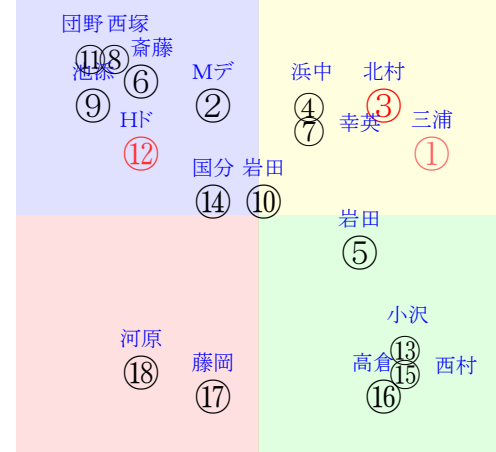 団野 西塚
斎藤
⑪ ⑧
池添 ⑥ Mデ 浜中 北村
⑨ ② ④ ③
Hド ⑦ 幸英 三浦
⑫ ①
国分 岩田
⑭ ⑩
岩田
⑤
小沢
河原 ⑬
藤岡 高倉 ⑮ 西村
⑱
⑰ ⑯